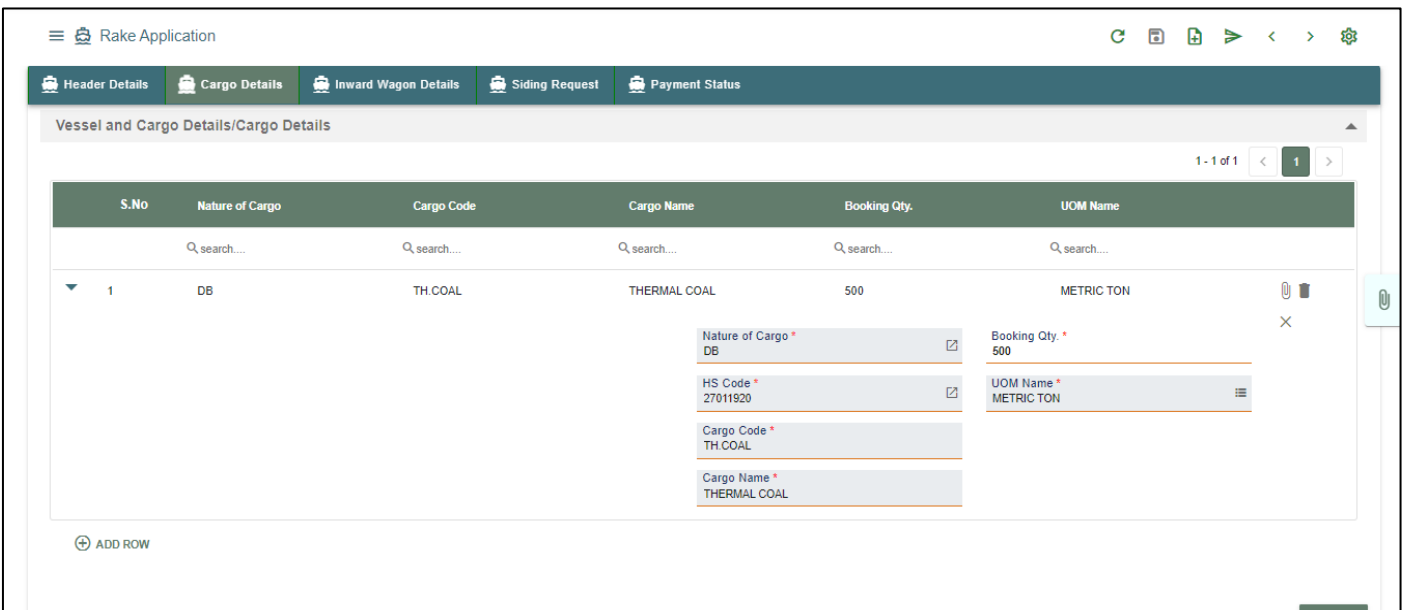 Rake Application
Header Details Cargo Details Inward Wagon Details Siding Request Payment Status
Vessel and Cargo Details/Cargo Details
1 - 1 of 1 < 1 >
S.No Nature of Cargo Cargo Code Cargo Name Booking Qty. UOM Name
search.... search.... search.... search.... search....
1 DB TH.COAL THERMAL COAL 500 METRIC TON
Nature of Cargo * Booking Qty. *
DB 500
HS Code * UOM Name *
27011920 METRIC TON
Cargo Code *
TH.COAL
Cargo Name *
THERMAL COAL
ADD ROW